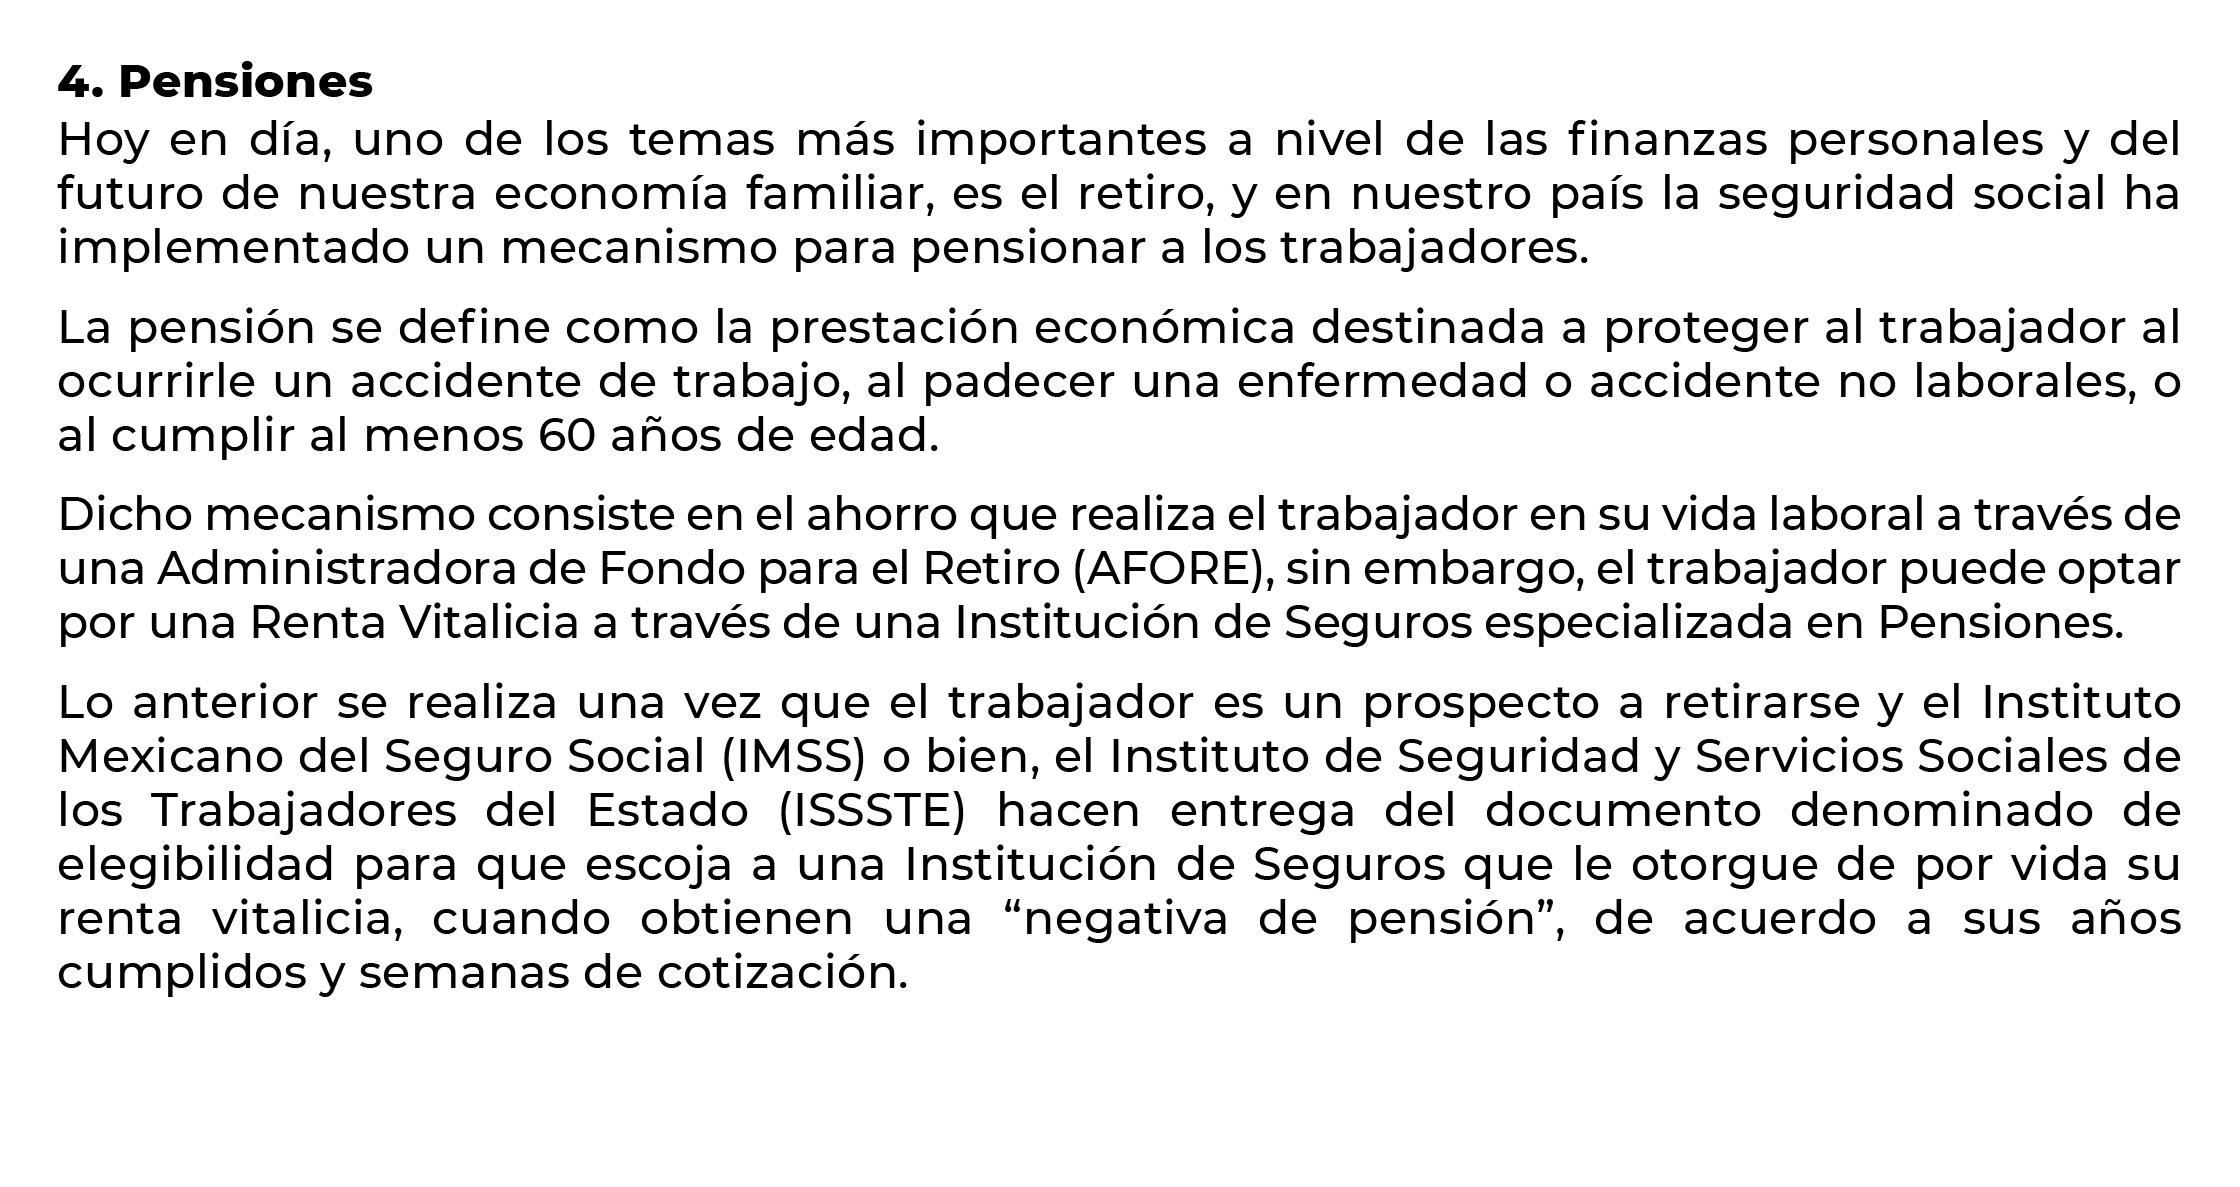 4. Pensiones
Hoy en día, uno de los temas más importantes a nivel de las finanzas personales y del
futuro de nuestra economía familiar, es el retiro, y en nuestro país la seguridad social ha
implementado un mecanismo para pensionar a los trabajadores.
La pensión se define como la prestación económica destinada a proteger al trabajador al
ocurrirle un accidente de trabajo, al padecer una enfermedad o accidente no laborales, o
al cumplir al menos 60 años de edad.
Dicho mecanismo consiste en el ahorro que realiza el trabajador en su vida laboral a través de
una Administradora de Fondo para el Retiro (AFORE), sin embargo, el trabajador puede optar
por una Renta Vitalicia a través de una Institución de Seguros especializada en Pensiones.
Lo anterior se realiza una vez que el trabajador es un prospecto a retirarse y el Instituto
Mexicano del Seguro Social (IMSS) o bien, el Instituto de Seguridad y Servicios Sociales de
los Trabajadores del Estado (ISSSTE) hacen entrega del documento denominado de
elegibilidad para que escoja a una Institución de Seguros que le otorgue de por vida su
renta vitalicia, cuando obtienen una “negativa de pensión”, de acuerdo a sus años
cumplidos y semanas de cotización.